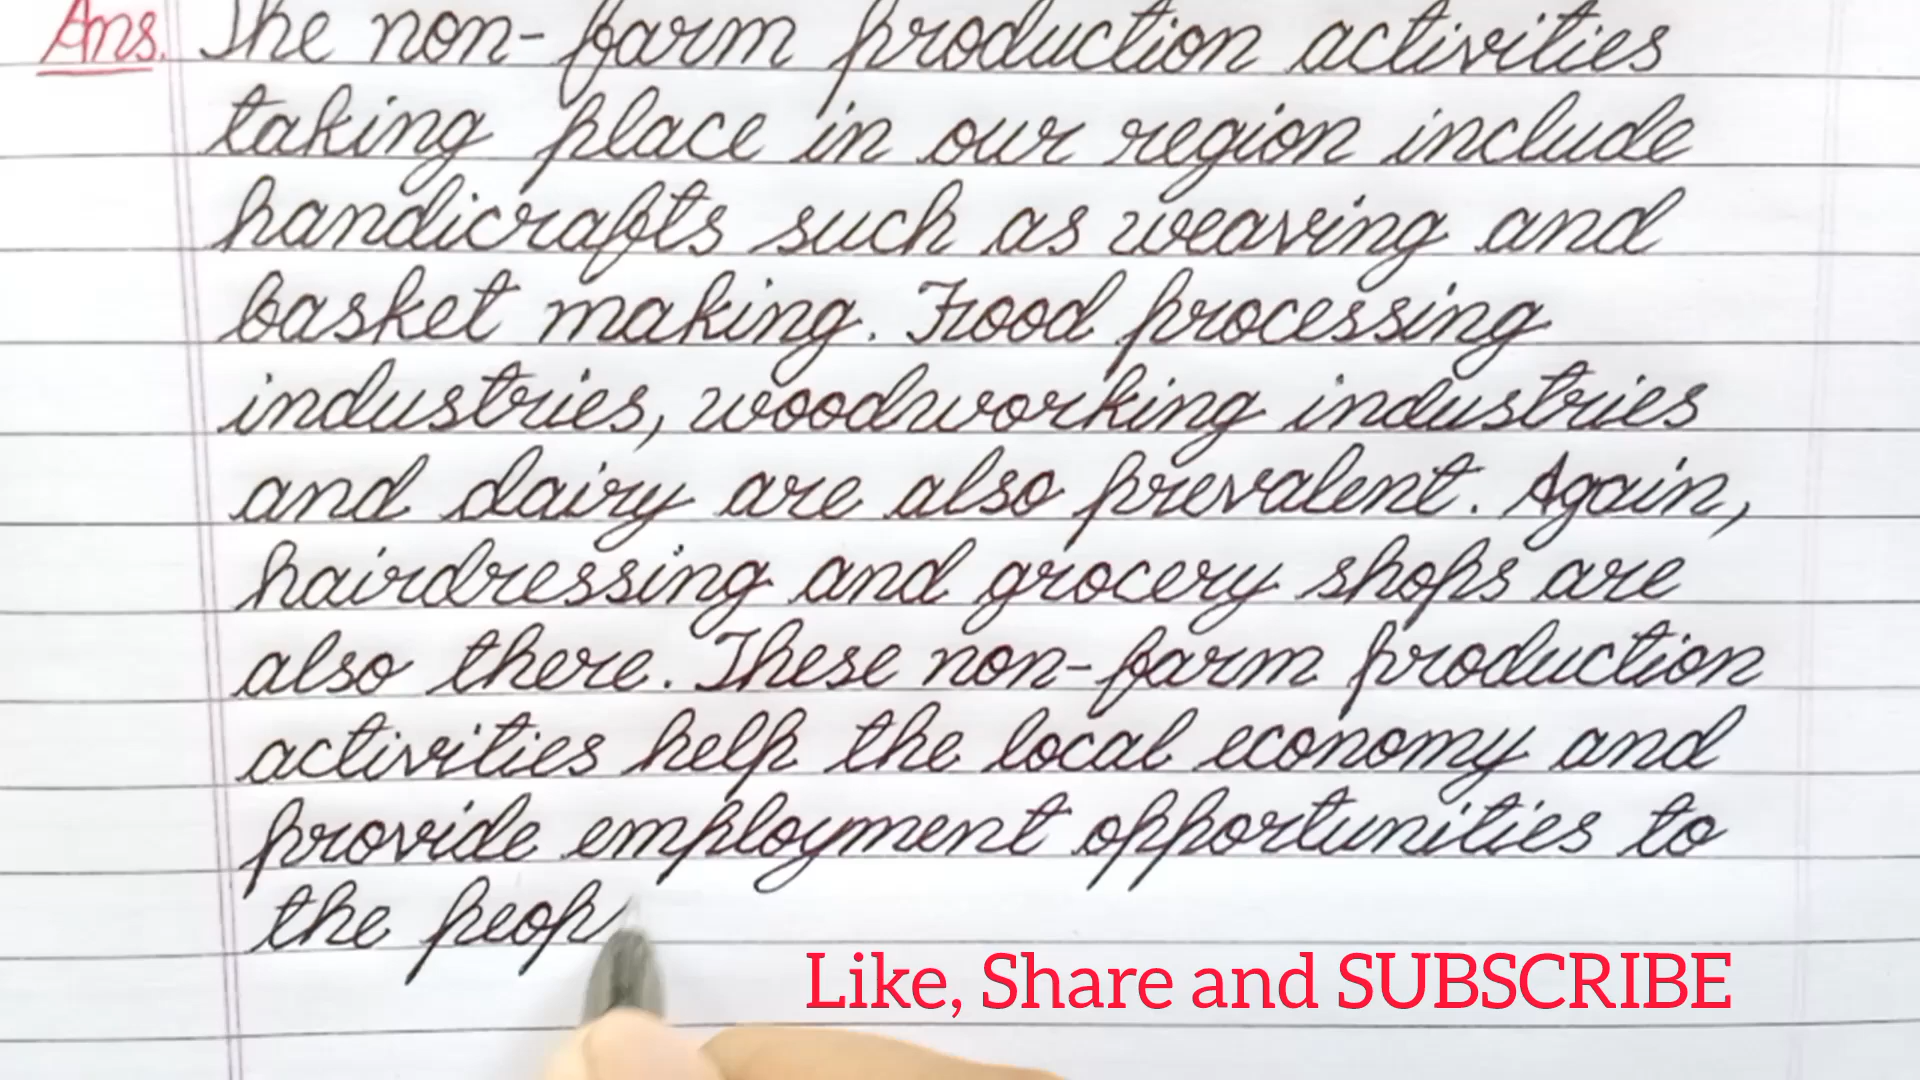 Ans. The non-farm production activities
taking place in our region include
handicrafts such as weaving and
basket making. Food processing
industries, woodworking industries
and dairy are also prevalent. Again,
hairdressing and grocery shops are
also there. These non-farm production
activities help the local economy and
provide employment opportunities to
the peop
Like, Share and SUBSCRIBE